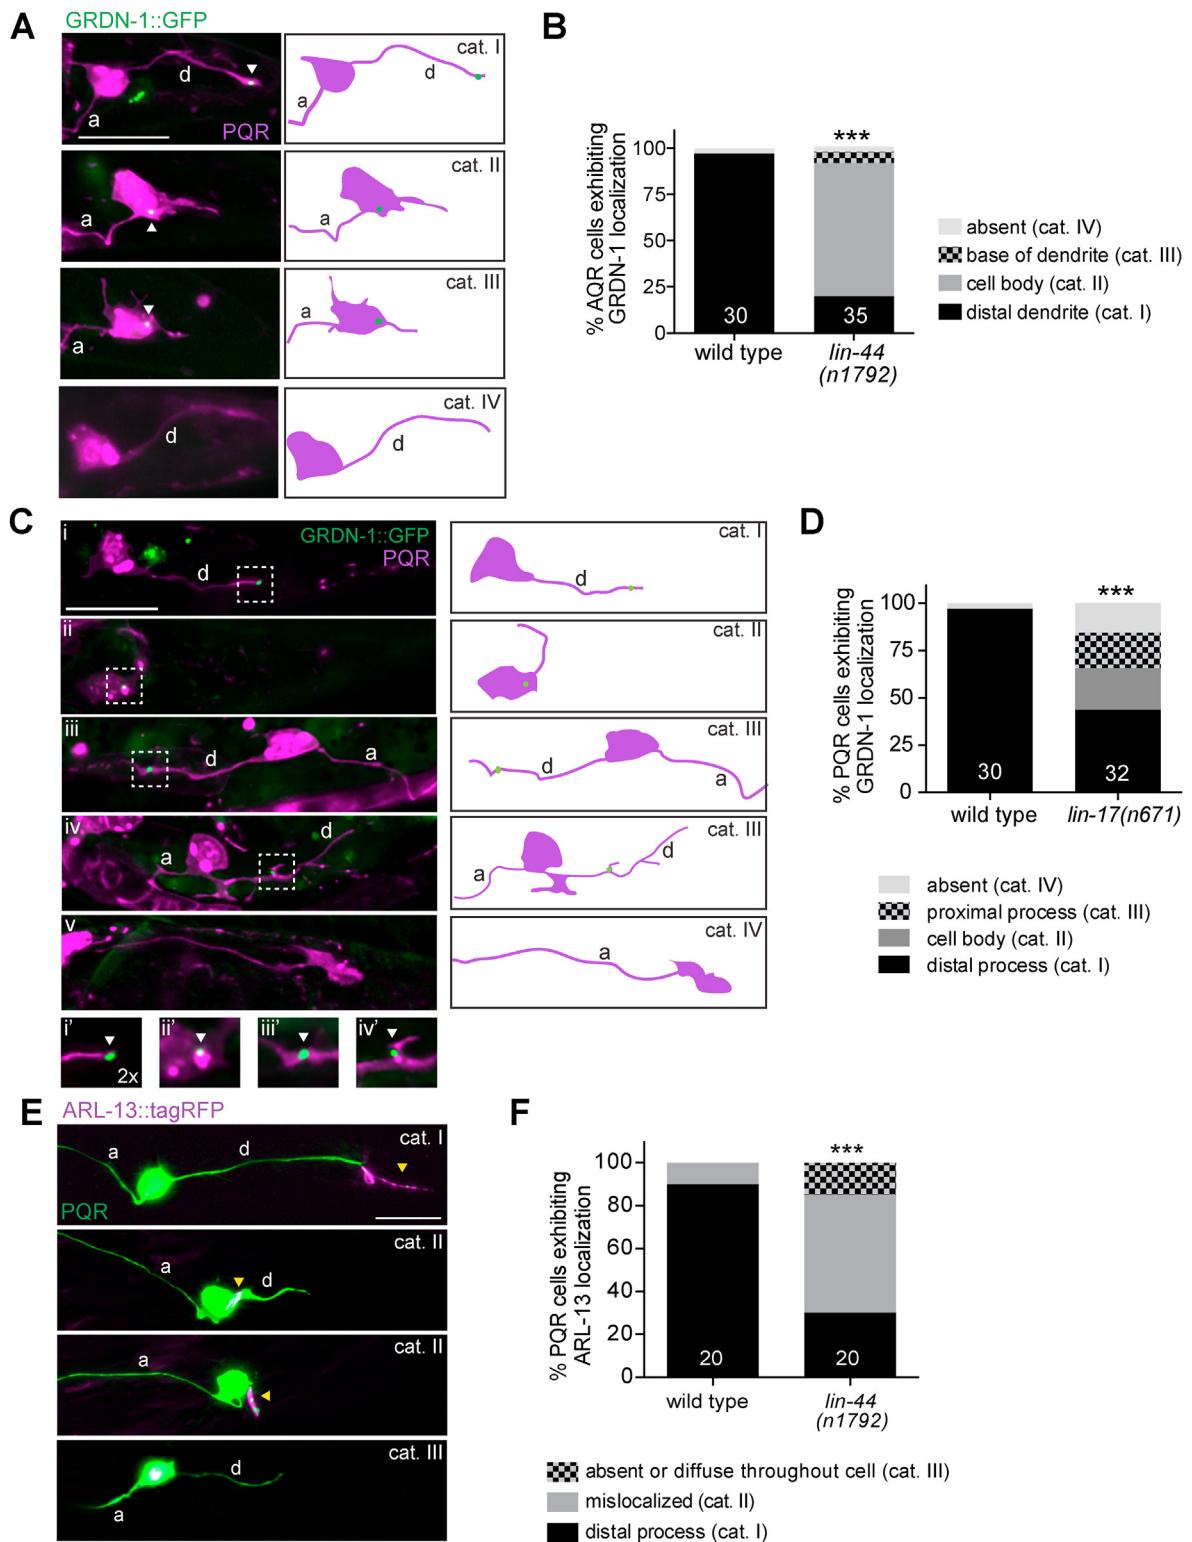 A
GRDN-1::GFP
d
a
PQR
cat. I
d
a
a
cat. II
a
a
cat. III
a
d
cat. IV
d
B
% AQR cells exhibiting
GRDN-1 localization
100
75
50
25
0
***
30
35
wild type
lin-44
(n1792)
absent (cat. IV)
base of dendrite (cat. III)
cell body (cat. II)
distal dendrite (cat. I)
C
i
GRDN-1::GFP
PQR
d
cat. I
d
ii
cat. II
iii
d
a
cat. III
d
a
iv
a
d
cat. III
a
d
v
cat. IV
a
i’
2x
ii’
iii’
iv’
D
% PQR cells exhibiting
GRDN-1 localization
100
75
50
25
0
***
30
32
wild type
lin-17(n671)
absent (cat. IV)
proximal process (cat. III)
cell body (cat. II)
distal process (cat. I)
E
ARL-13::tagRFP
cat. I
a
d
PQR
cat. II
a
d
cat. II
a
cat. III
d
a
F
% PQR cells exhibiting
ARL-13 localization
100
80
60
40
20
0
***
20
20
wild type
lin-44
(n1792)
absent or diffuse throughout cell (cat. III)
mislocalized (cat. II)
distal process (cat. I)